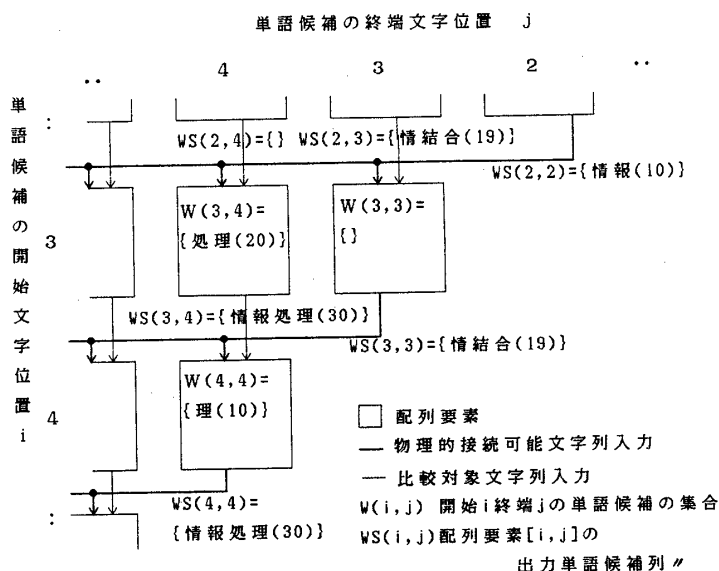 単語候補の終端文字位置 j
‥ 4 3 2 ‥
単語候補の開始文字位置 i
:
WS(2,4)={} WS(2,3)={情結合(19)}
WS(2,2)={情報(10)}
3
W(3,4)=
{処理(20)}
W(3,3)=
{}
WS(3,4)={情報処理(30)}
WS(3,3)={情結合(19)}
4
W(4,4)=
{理(10)}
:
WS(4,4)=
{情報処理(30)}
配列要素
物理的接続可能文字列入力
比較対象文字列入力
W(i,j) 開始i終端jの単語候補の集合
WS(i,j)配列要素[i,j]の
出力単語候補列〃